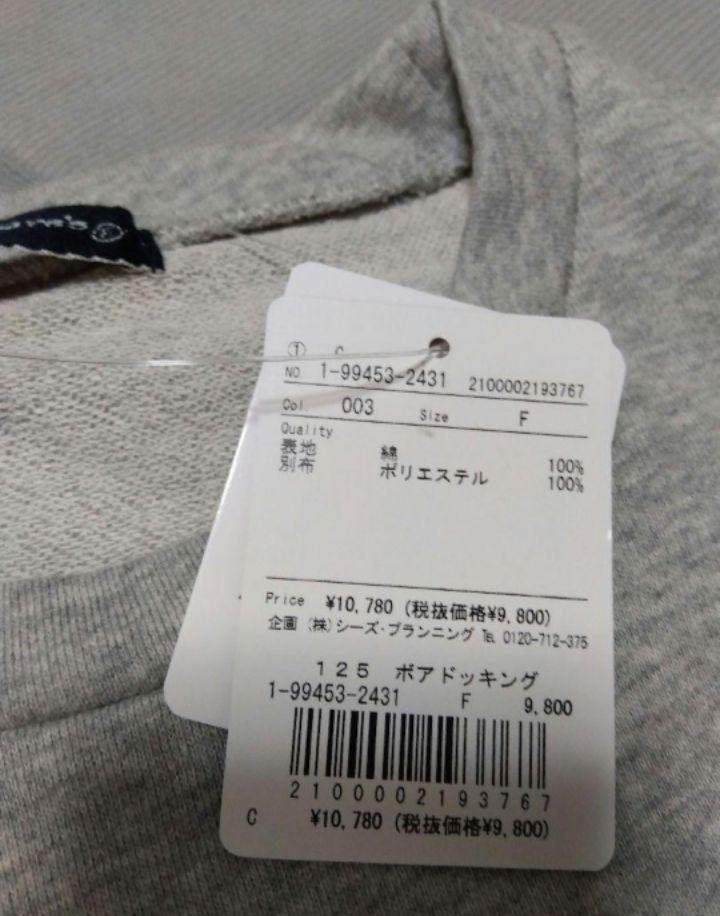 ① C
NO. 1-99453-2431 2100002193767
Col. 003 Size F
Quality
表地 綿 100%
別布 ポリエステル 100%
Price ¥10,780 (税抜価格¥9,800)
企画 (株)シーズ・プランニング ℡ 0120-712-375
125 ボアドッキング
1-99453-2431 F 9,800
2100002193767
C ¥10,780 (税抜価格¥9,800)